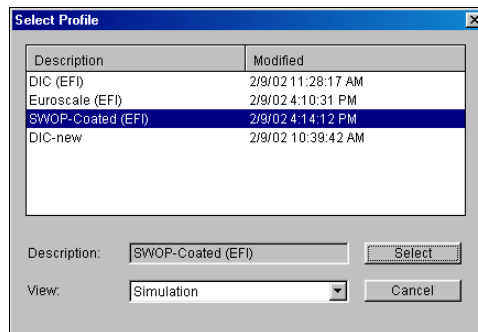 Select Profile
Description Modified
DIC (EFI) 2/9/02 11:28:17 AM
Euroscale (EFI) 2/9/02 4:10:31 PM
SWOP-Coated (EFI) 2/9/02 4:14:12 PM
DIC-new 2/9/02 10:39:42 AM
Description: SWOP-Coated (EFI) Select
View: Simulation Cancel